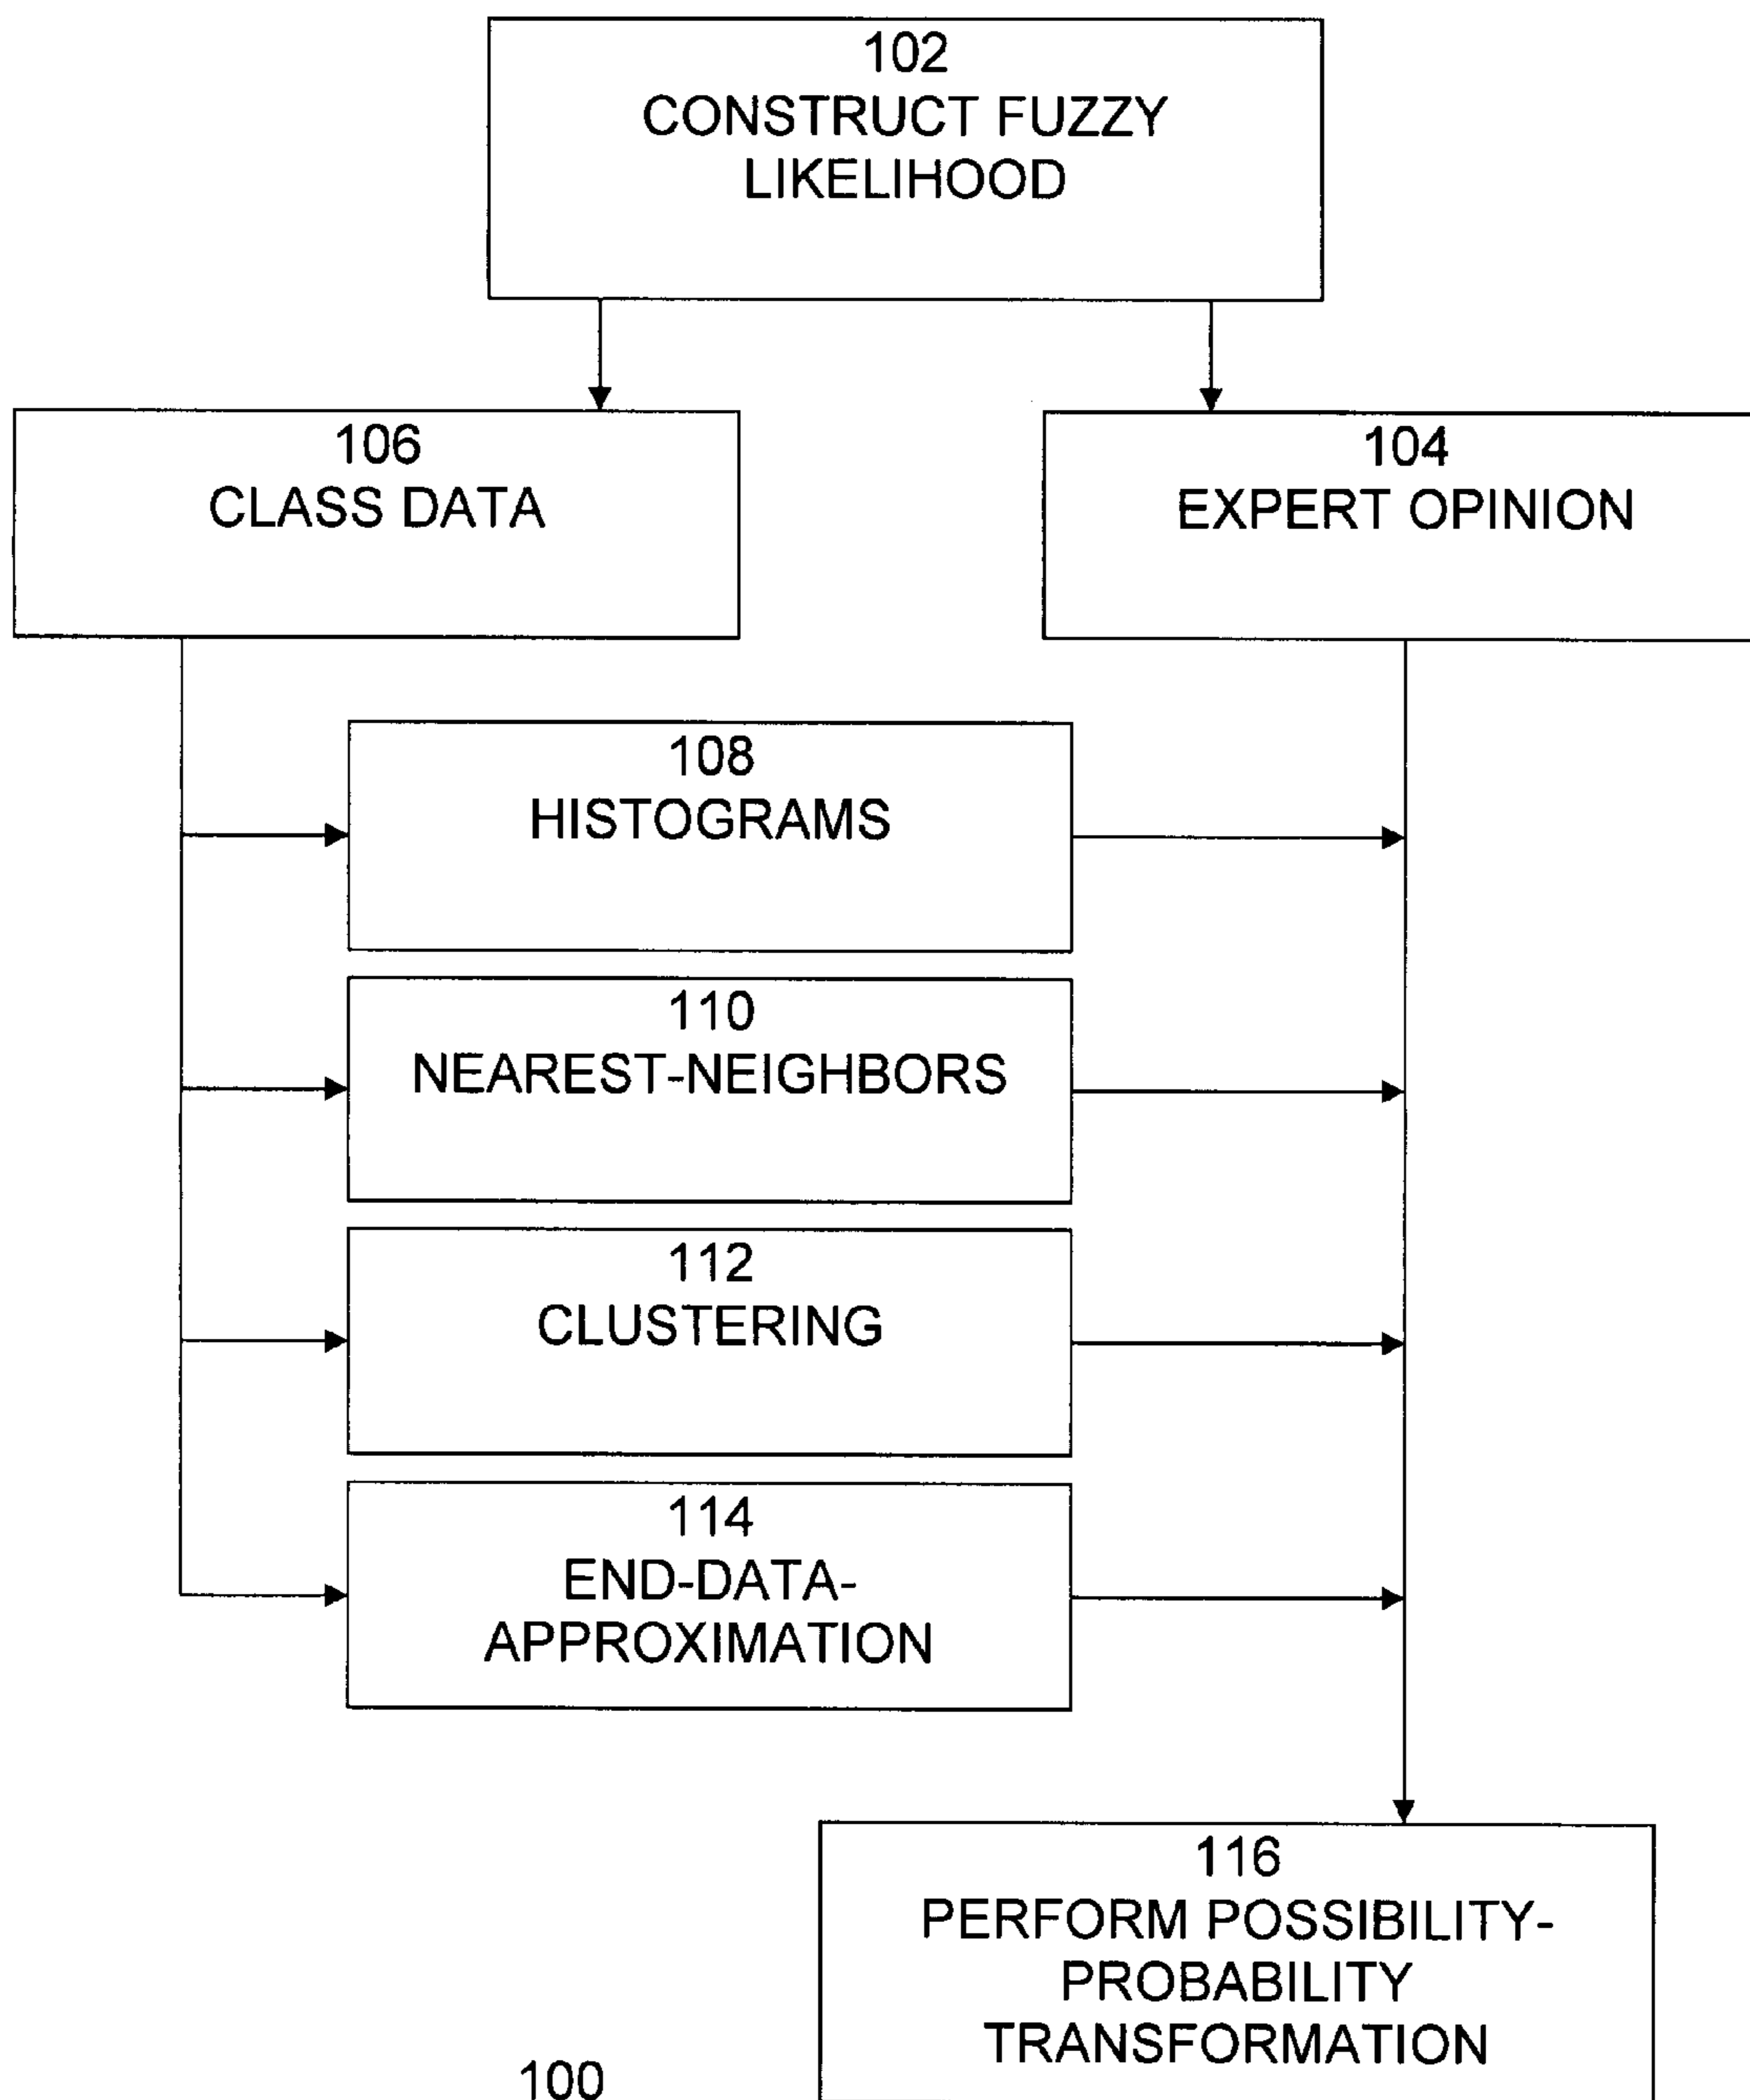 102
CONSTRUCT FUZZY
LIKELIHOOD
106
CLASS DATA
104
EXPERT OPINION
108
HISTOGRAMS
110
NEAREST-NEIGHBORS
112
CLUSTERING
114
END-DATA-
APPROXIMATION
116
PERFORM POSSIBILITY-
PROBABILITY
TRANSFORMATION
100